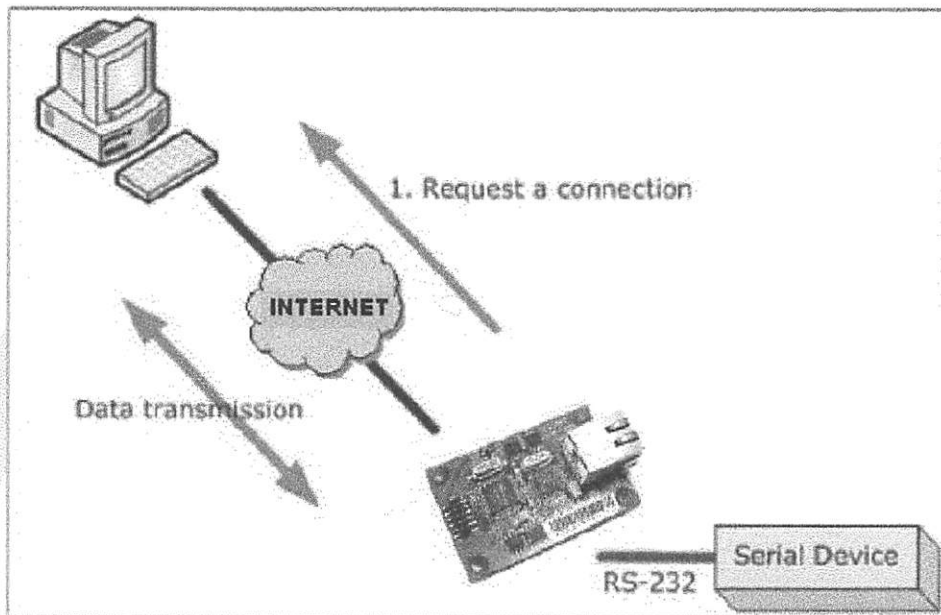 1. Request a connection
INTERNET
Data transmission
Serial Device
RS-232